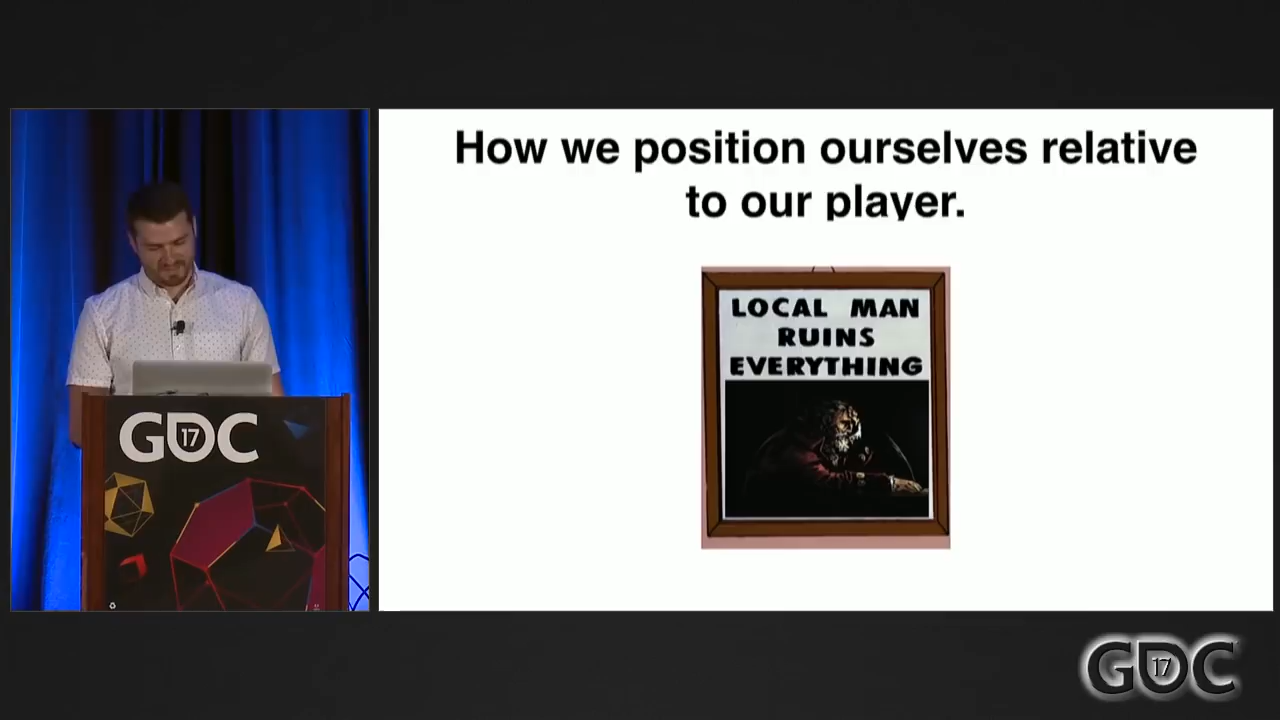 How we position ourselves relative
to our player.
LOCAL MAN
RUINS
EVERYTHING
GDC
17
GDC
17